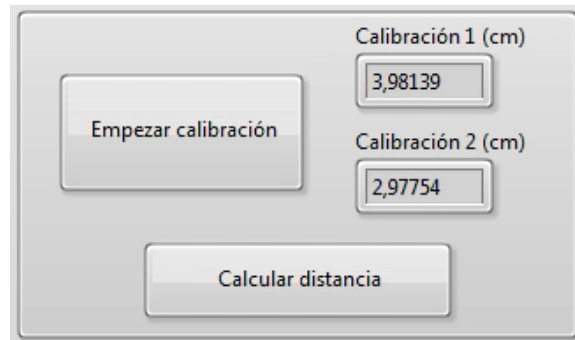 Calibración 1 (cm)
3,98139
Empezar calibración
Calibración 2 (cm)
2,97754
Calcular distancia